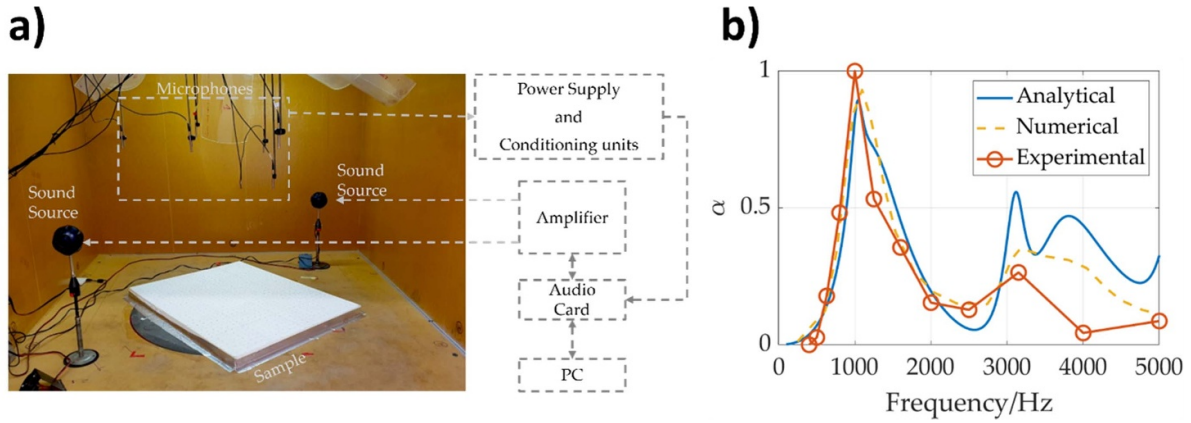 a)
Microphones
Sound
Source
Sound
Source
Sample
Power Supply
and
Conditioning units
Amplifier
Audio
Card
PC
b)
1
0.5
0
α
Analytical
Numerical
Experimental
0 1000 2000 3000 4000 5000
Frequency/Hz